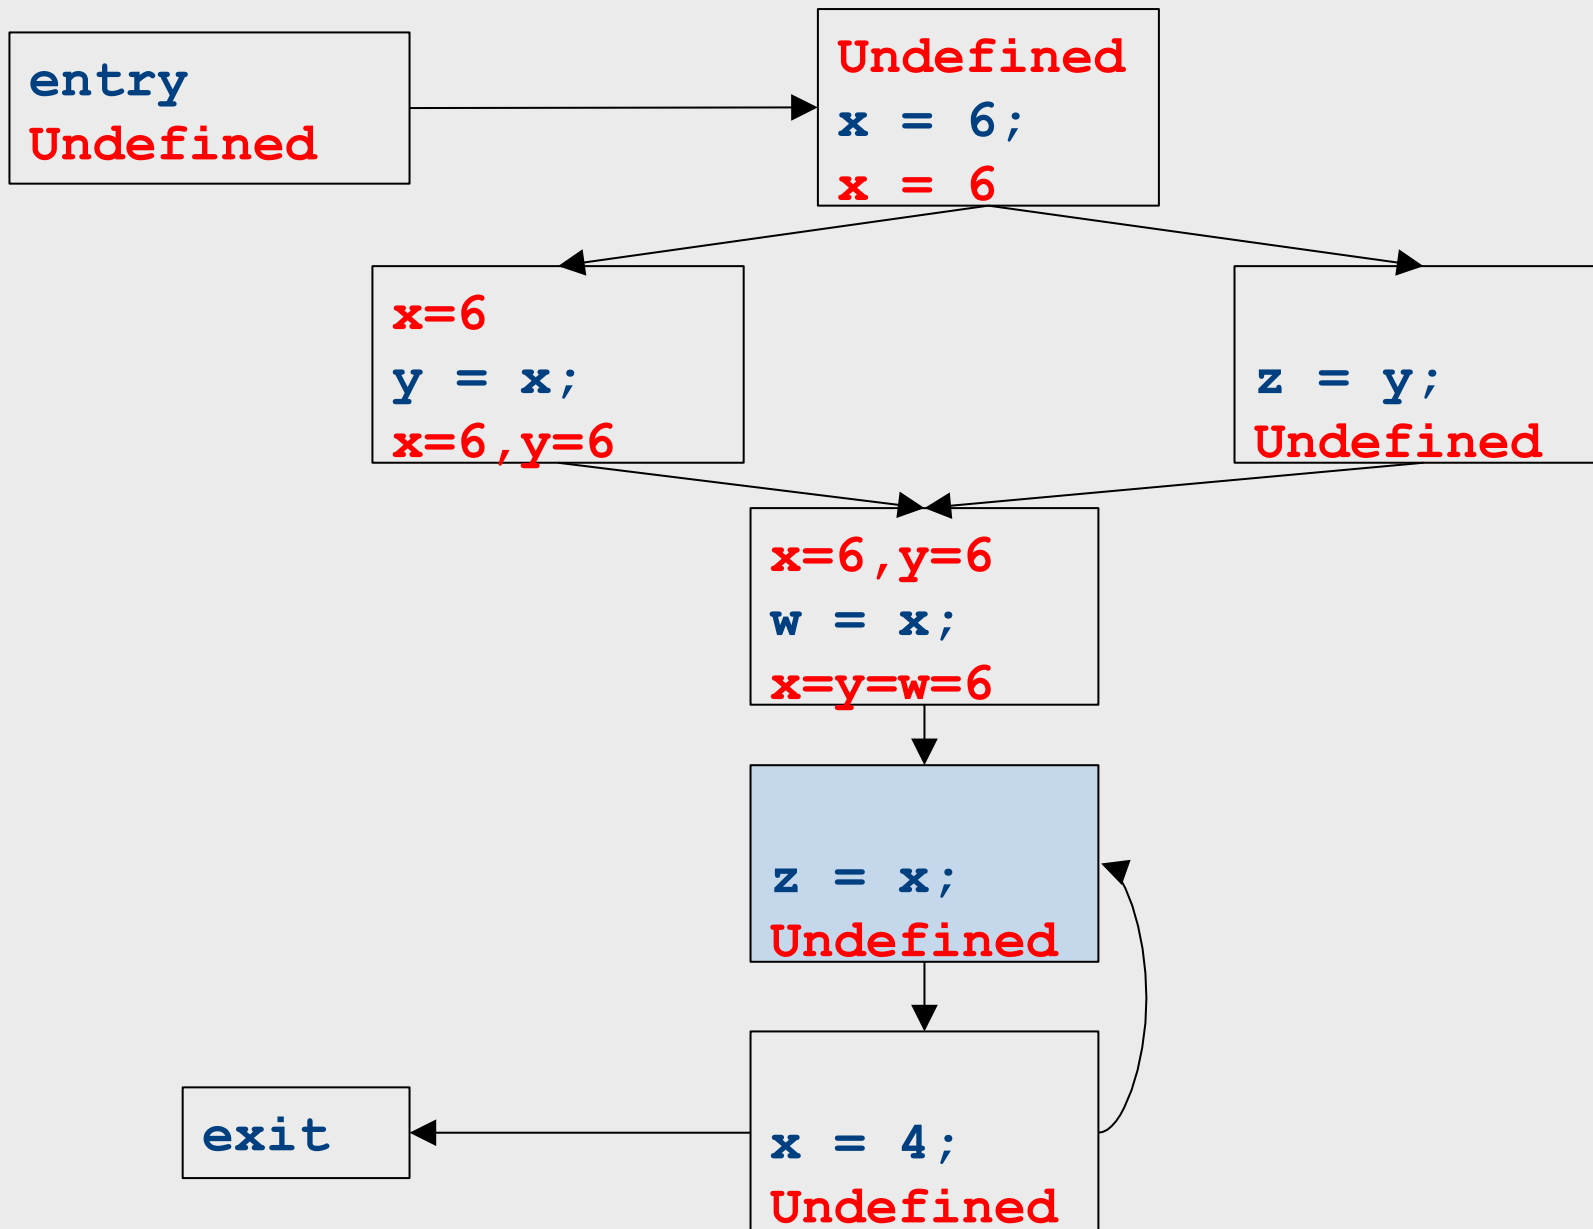 entry
Undefined
Undefined
x = 6;
x = 6
x=6
y = x;
x=6,y=6
z = y;
Undefined
x=6,y=6
w = x;
x=y=w=6
z = x;
Undefined
exit
x = 4;
Undefined